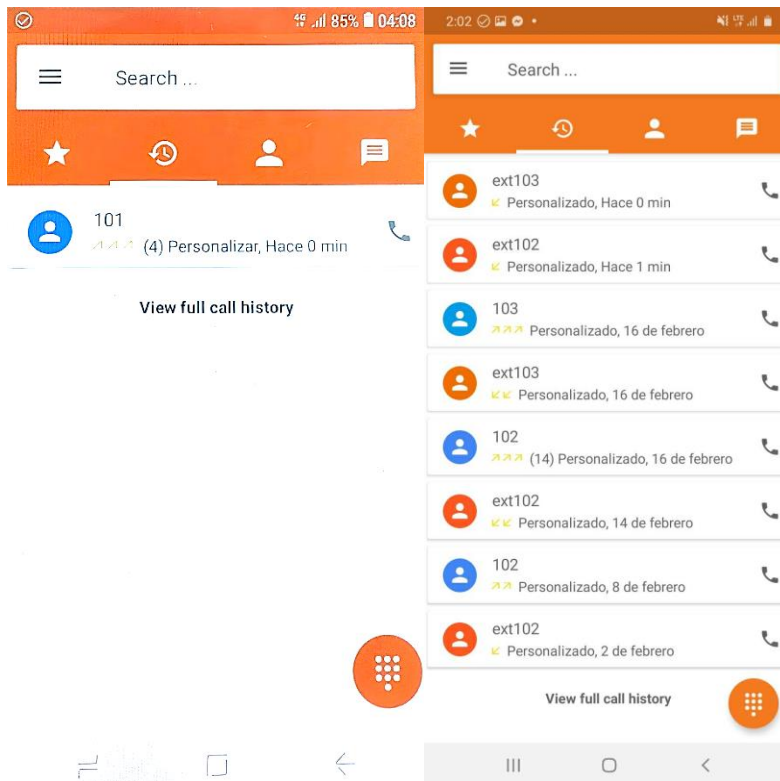 4G 85% 04:08
Search ...
101
(4) Personalizar, Hace 0 min
View full call history
2:02 LTE
Search ...
ext103
Personalizado, Hace 0 min
ext102
Personalizado, Hace 1 min
103
Personalizado, 16 de febrero
ext103
Personalizado, 16 de febrero
102
(14) Personalizado, 16 de febrero
ext102
Personalizado, 14 de febrero
102
Personalizado, 8 de febrero
ext102
Personalizado, 2 de febrero
View full call history